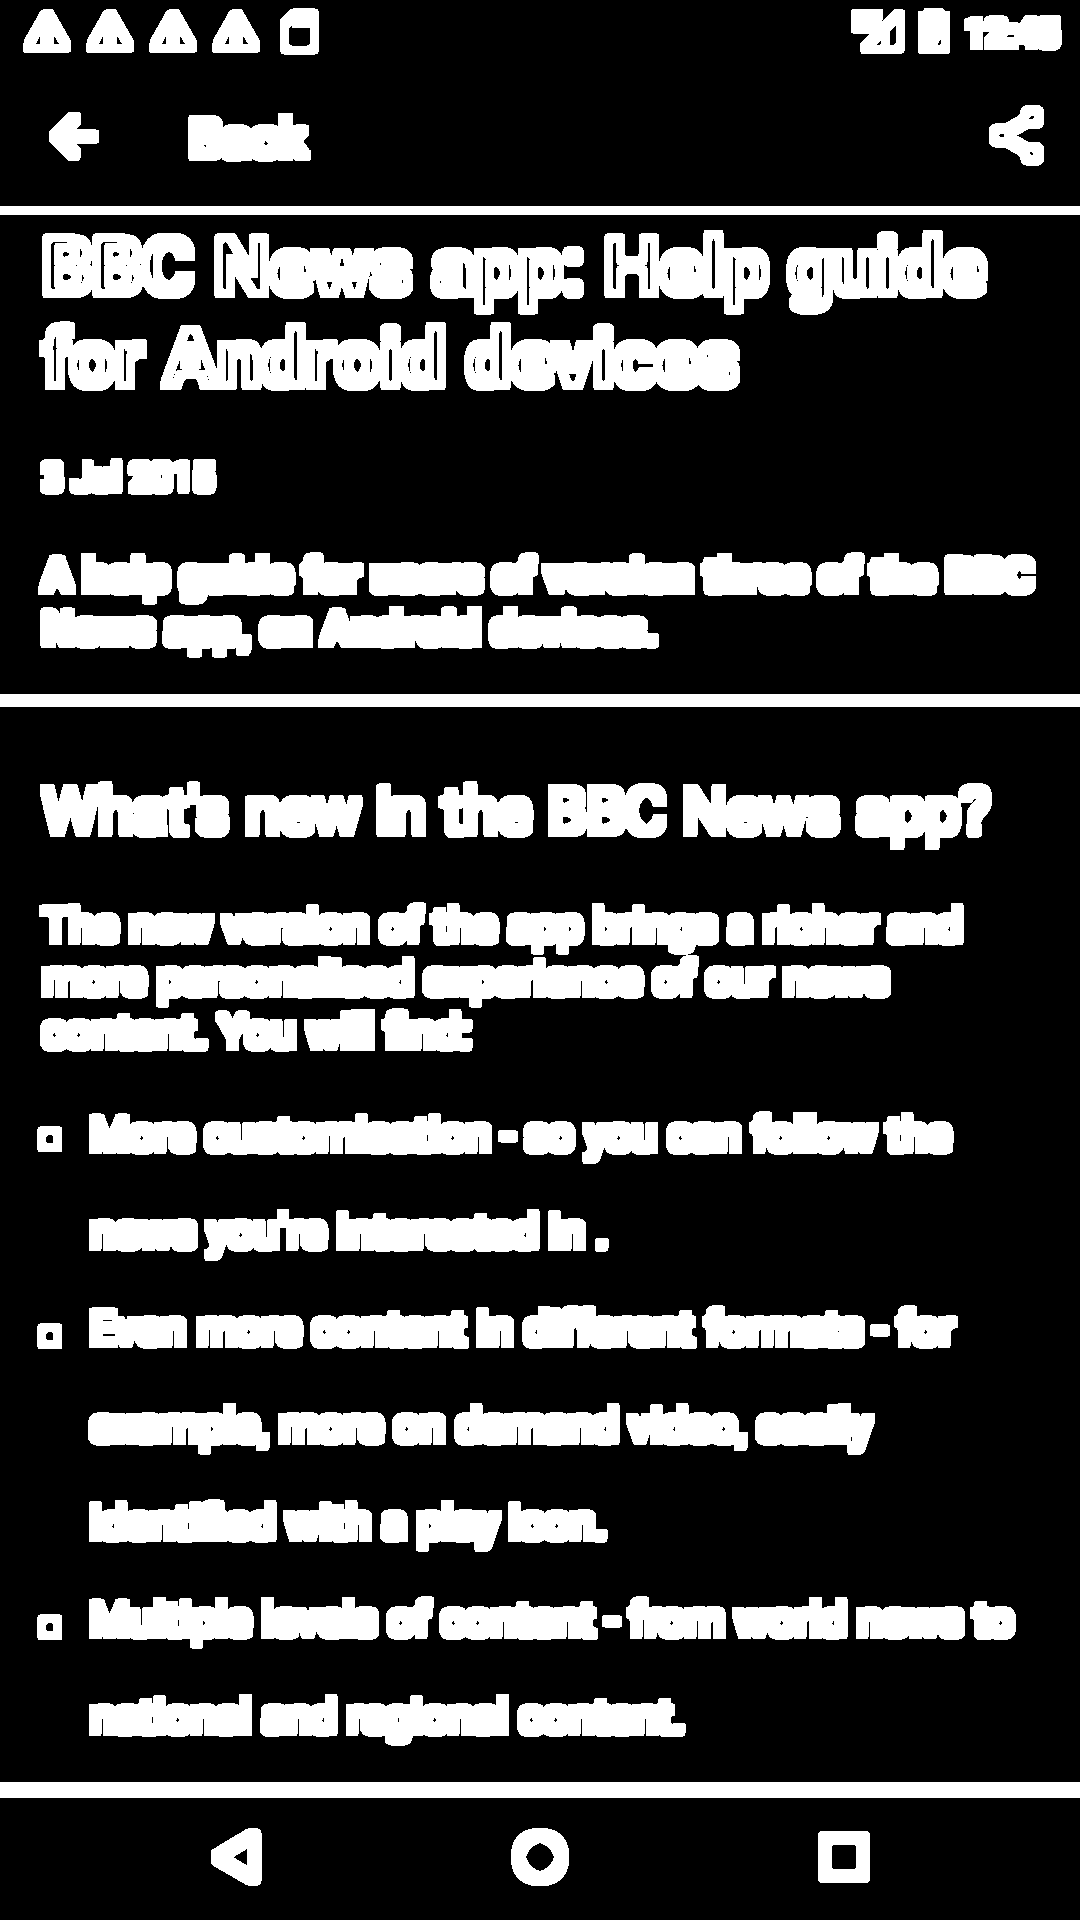 12:45
Back
BBC News app: Help guide
for Android devices
3 Jul 2015
A help guide for users of version three of the BBC
News app, on Android devices.
What's new in the BBC News app?
The new version of the app brings a richer and
more personalised experience of our news
content. You will find:
More customisation - so you can follow the
news you're interested in .
Even more content in different formats - for
example, more on demand video, easily
identified with a play icon.
Multiple levels of content - from world news to
national and regional content.